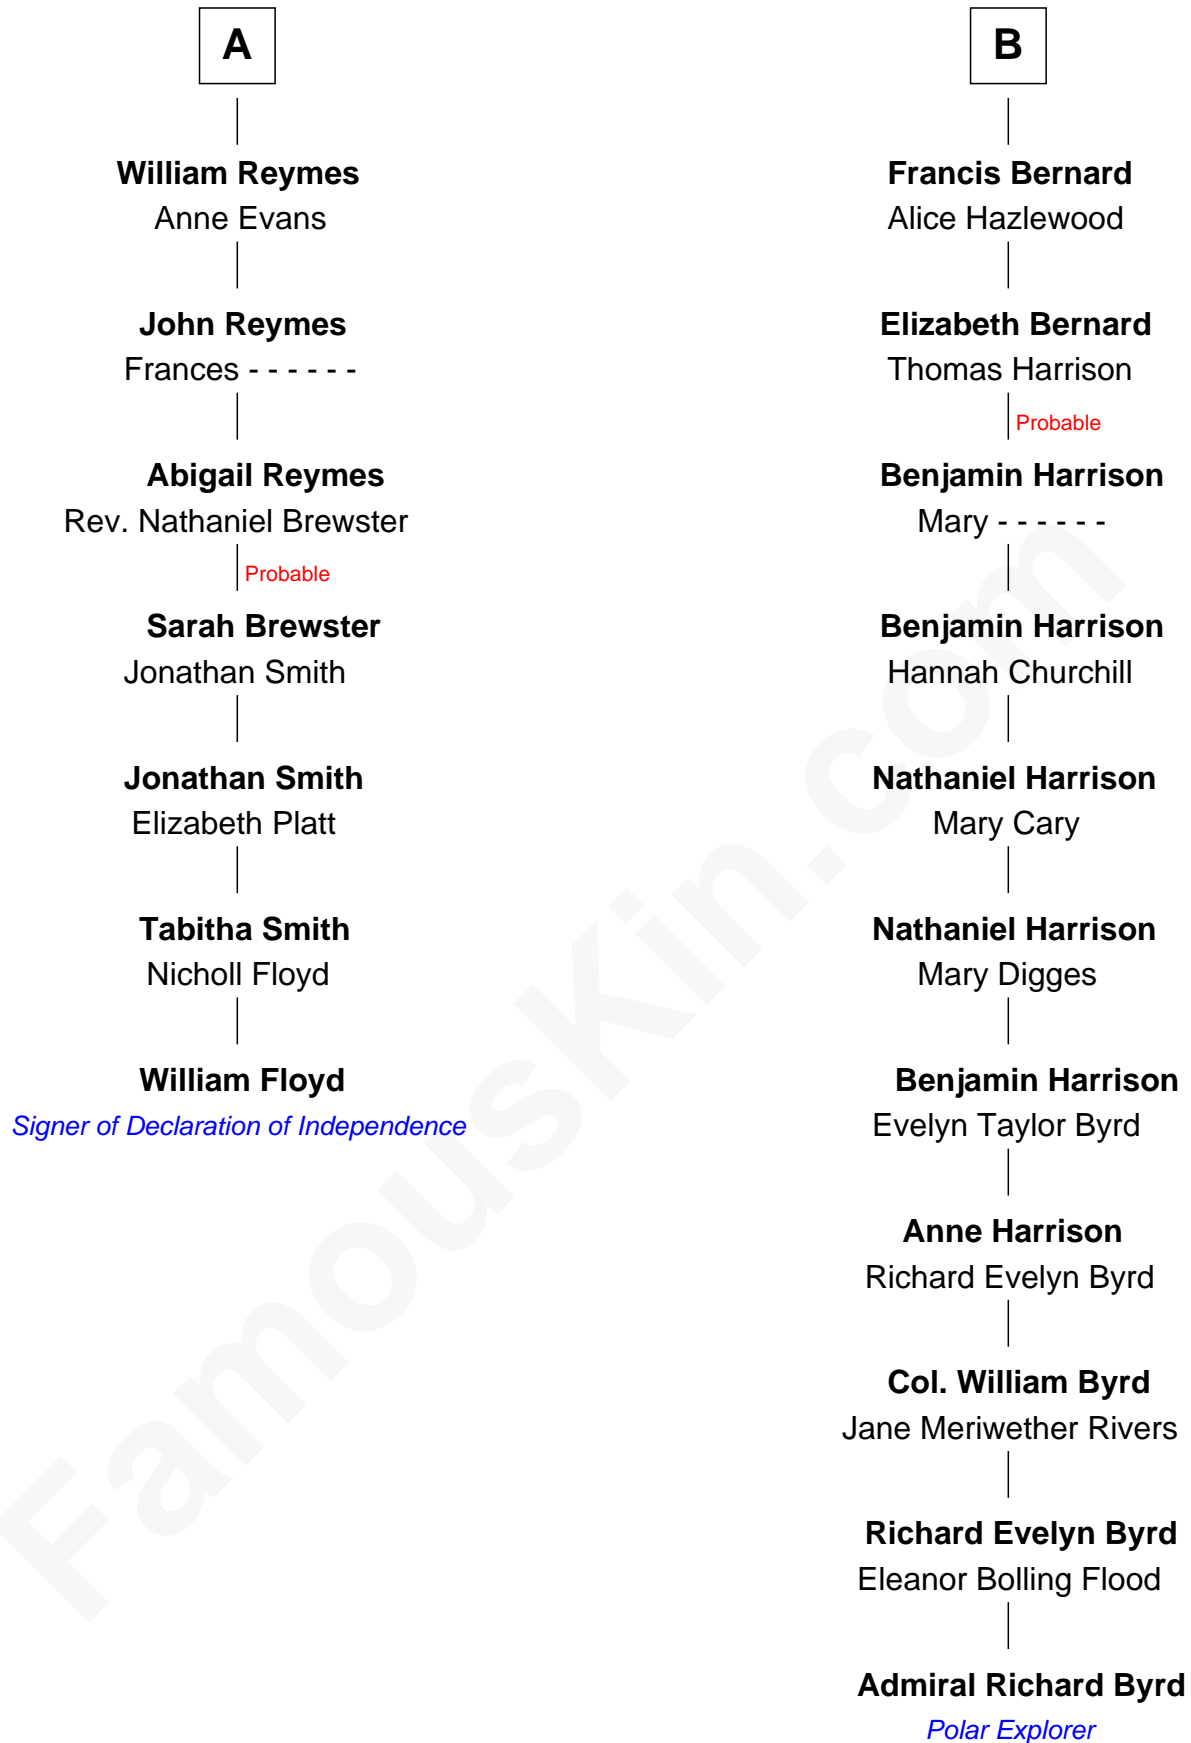 A
William Reymes
Anne Evans
John Reymes
Frances - - - - - -
Abigail Reymes
Rev. Nathaniel Brewster
Probable
Sarah Brewster
Jonathan Smith
Jonathan Smith
Elizabeth Platt
Tabitha Smith
Nicholl Floyd
William Floyd
Signer of Declaration of Independence
B
Francis Bernard
Alice Hazlewood
Elizabeth Bernard
Thomas Harrison
Probable
Benjamin Harrison
Mary - - - - - -
Benjamin Harrison
Hannah Churchill
Nathaniel Harrison
Mary Cary
Nathaniel Harrison
Mary Digges
Benjamin Harrison
Evelyn Taylor Byrd
Anne Harrison
Richard Evelyn Byrd
Col. William Byrd
Jane Meriwether Rivers
Richard Evelyn Byrd
Eleanor Bolling Flood
Admiral Richard Byrd
Polar Explorer
FamousKin.com